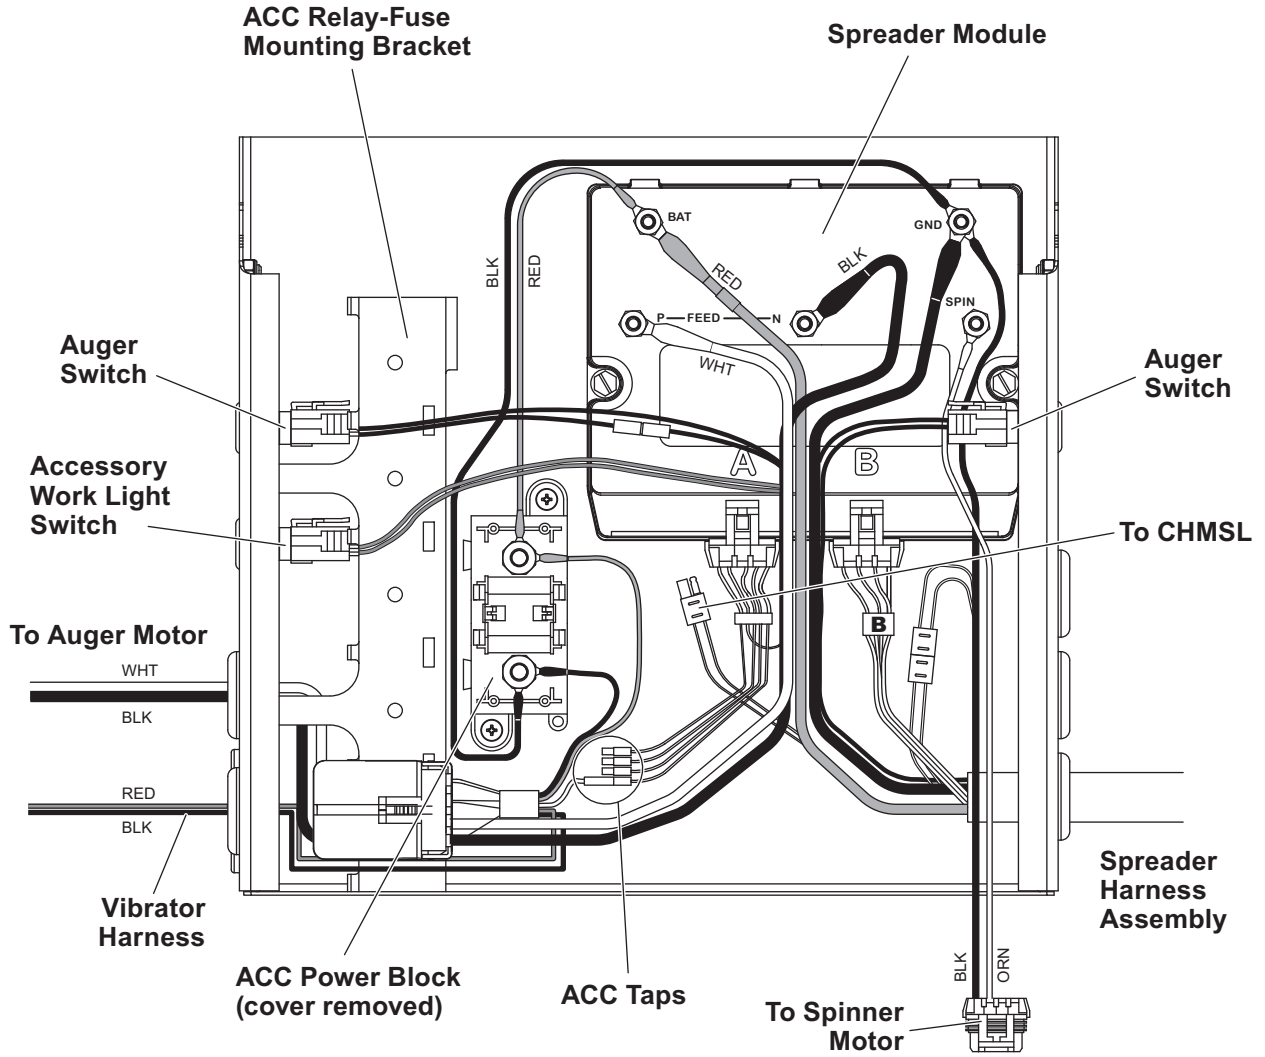 ACC Relay-Fuse
Mounting Bracket
Spreader Module
BAT
GND
BLK
RED
RED
BLK
SPIN
P
FEED
N
WHT
Auger
Switch
Auger
Switch
Accessory
Work Light
Switch
A
B
To CHMSL
B
To Auger Motor
WHT
BLK
RED
BLK
Vibrator
Harness
ACC Power Block
(cover removed)
ACC Taps
Spreader
Harness
Assembly
BLK
ORN
To Spinner
Motor